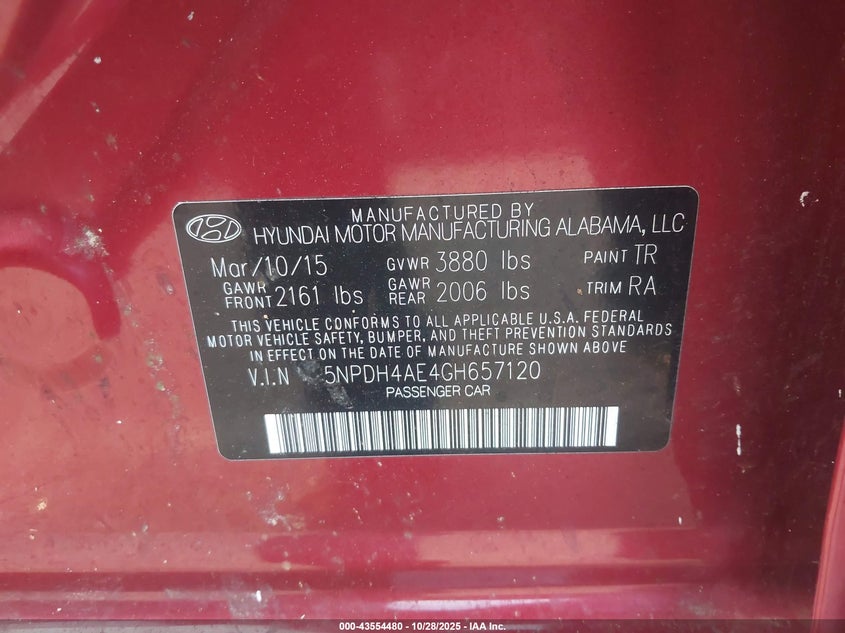 MANUFACTURED BY
HYUNDAI MOTOR MANUFACTURING ALABAMA, LLC
Mar/10/15 GVWR 3880 lbs PAINT TR
GAWR FRONT 2161 lbs GAWR REAR 2006 lbs TRIM RA
THIS VEHICLE CONFORMS TO ALL APPLICABLE U.S.A. FEDERAL
MOTOR VEHICLE SAFETY, BUMPER, AND THEFT PREVENTION STANDARDS
IN EFFECT ON THE DATE OF MANUFACTURE SHOWN ABOVE
V.I.N 5NPDH4AE4GH657120
PASSENGER CAR
000-43554480 - 10/28/2025 - IAA Inc.